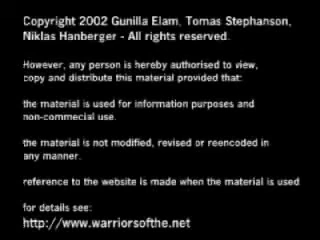 Copyright 2002 Gunilla Elam, Tomas Stephanson,
Niklas Hanberger - All rights reserved.
However, any person is hereby authorised to view,
copy and distribute this material provided that:
the material is used for information purposes and
non-commecial use.
the material is not modified, revised or reencoded in
any manner.
reference to the website is made when the material is used
for details see:
http://www.warriorsofthe.net